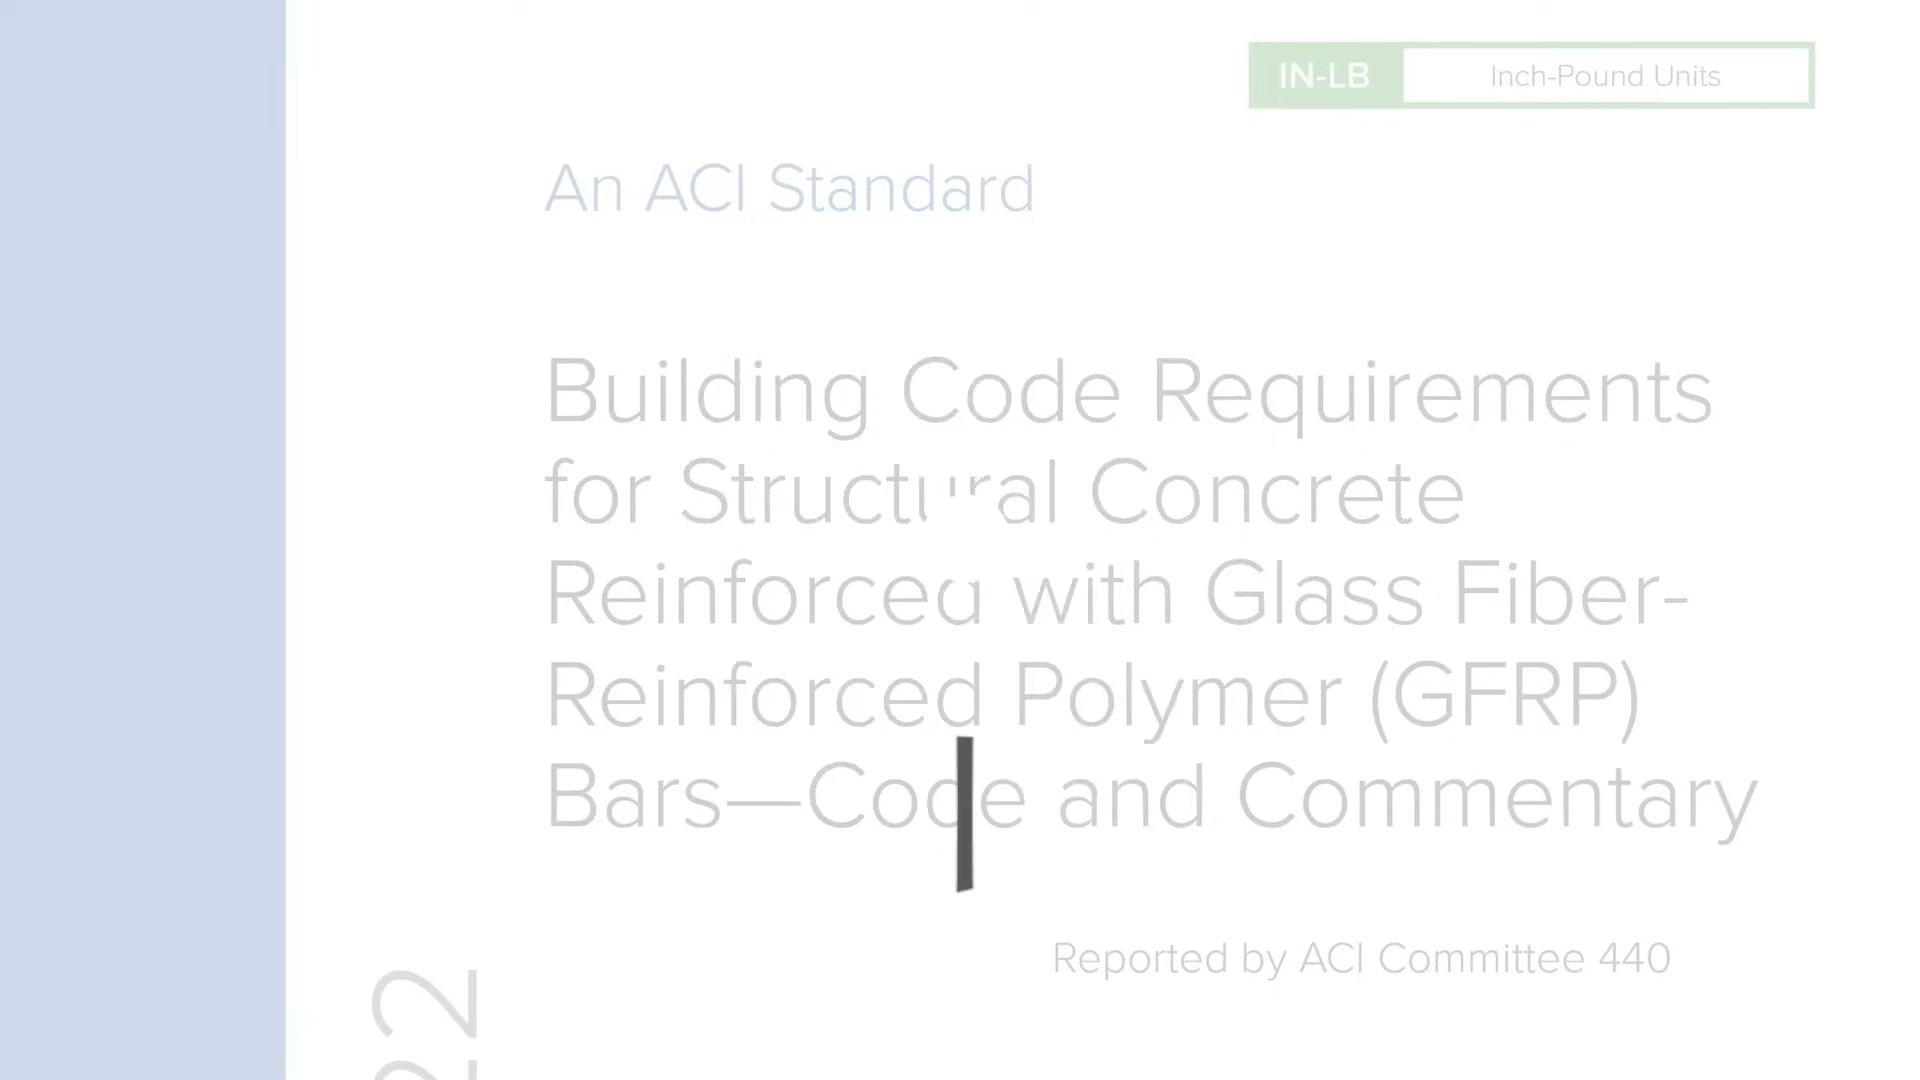 IN-LB Inch-Pound Units
An ACI Standard
Building Code Requirements
for Structural Concrete
Reinforced with Glass Fiber-
Reinforced Polymer (GFRP)
Bars—Code and Commentary
Reported by ACI Committee 440
22